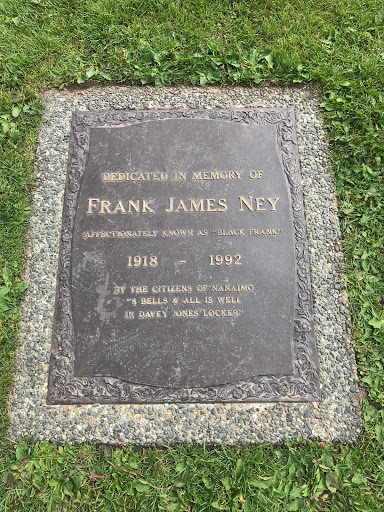 DEDICATED IN MEMORY OF
FRANK JAMES NEY
AFFECTIONATELY KNOWN AS "BLACK FRANK"
1918 - 1992
BY THE CITIZENS OF NANAIMO
"8 BELLS & ALL IS WELL
IN DAVEY JONES LOCKER"